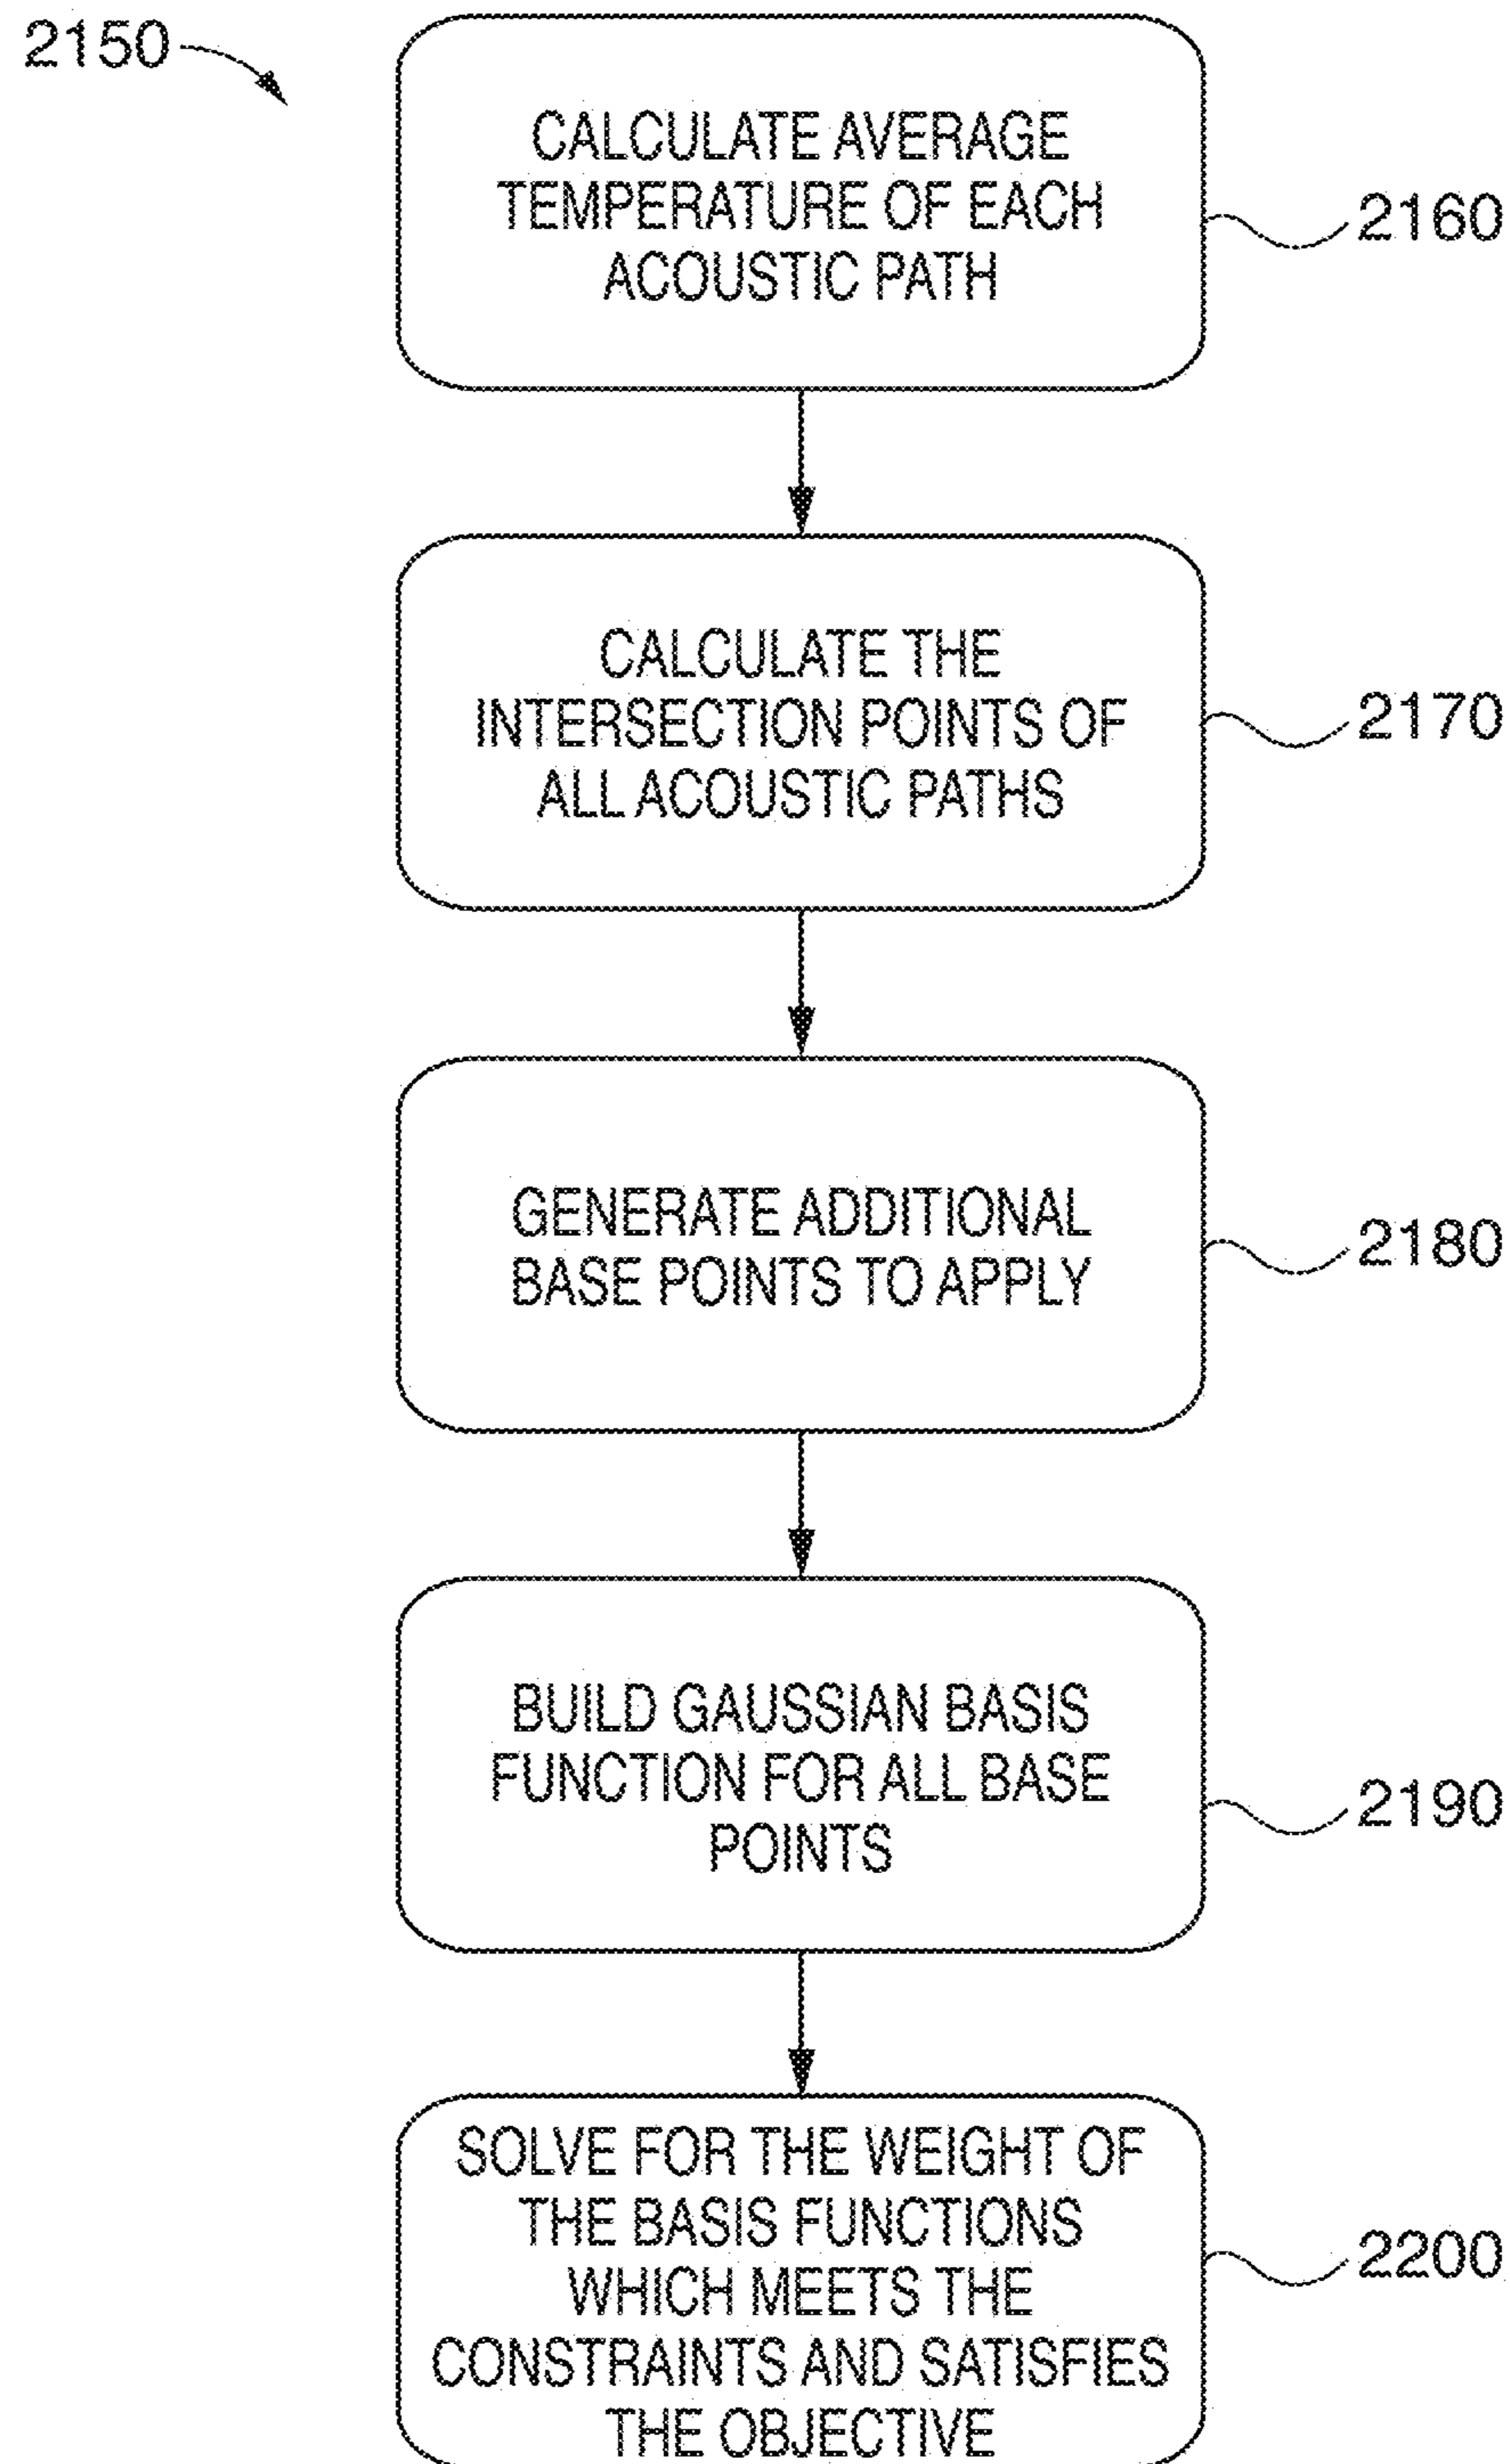 2150
CALCULATE AVERAGE
TEMPERATURE OF EACH
ACOUSTIC PATH
2160
CALCULATE THE
INTERSECTION POINTS OF
ALL ACOUSTIC PATHS
2170
GENERATE ADDITIONAL
BASE POINTS TO APPLY
2180
BUILD GAUSSIAN BASIS
FUNCTION FOR ALL BASE
POINTS
2190
SOLVE FOR THE WEIGHT OF
THE BASIS FUNCTIONS
WHICH MEETS THE
CONSTRAINTS AND SATISFIES
THE OBJECTIVE
2200